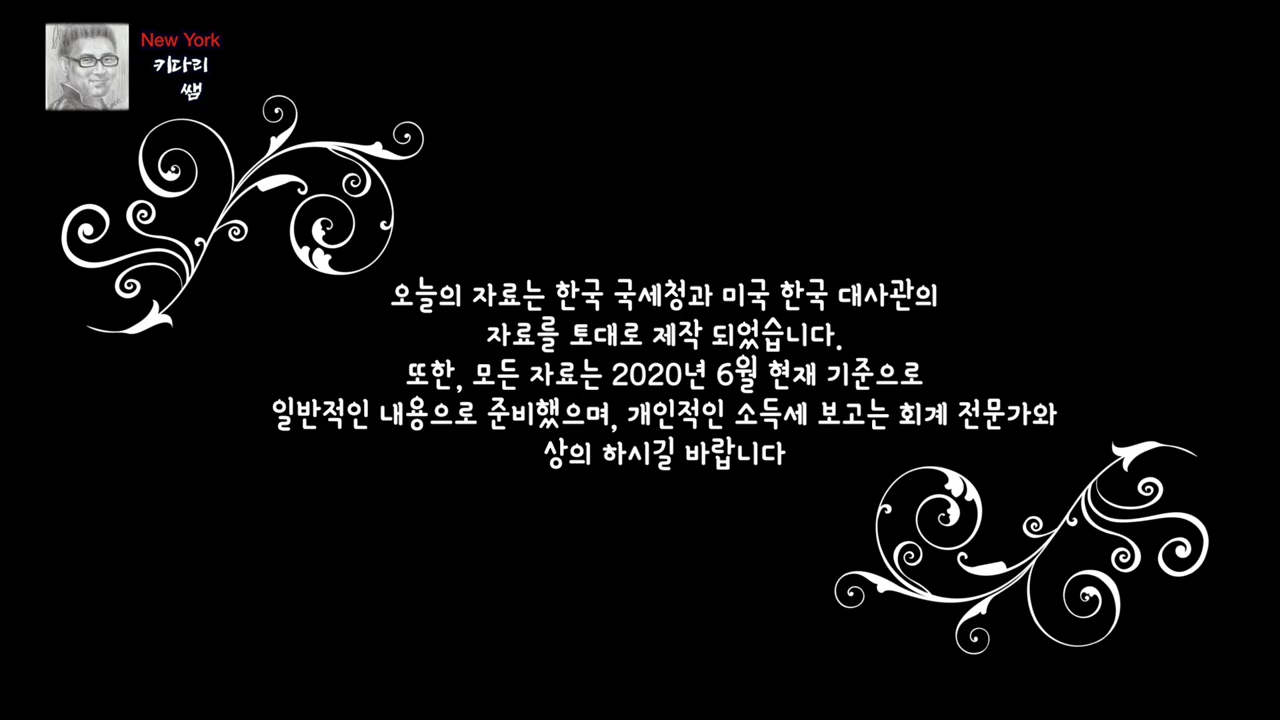 New York
키다리
쌤
오늘의 자료는 한국 국세청과 미국 한국 대사관의
자료를 토대로 제작 되었습니다.
또한, 모든 자료는 2020년 6월 현재 기준으로
일반적인 내용으로 준비했으며, 개인적인 소득세 보고는 회계 전문가와
상의 하시길 바랍니다